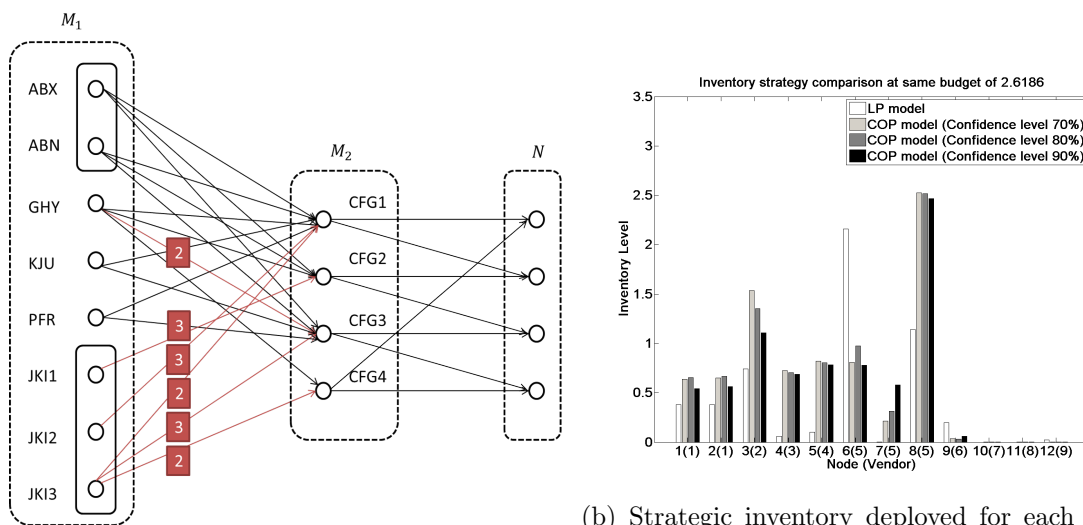 M₁
ABX
ABN
GHY
KJU
PFR
JKI1
JKI2
JKI3
2
3
3
2
3
2
M₂
CFG1
CFG2
CFG3
CFG4
N
Inventory strategy comparison at same budget of 2.6186
LP model
COP model (Confidence level 70%)
COP model (Confidence level 80%)
COP model (Confidence level 90%)
Inventory Level
3.5
3
2.5
2
1.5
1
0.5
0
1(1) 2(1) 3(2) 4(3) 5(4) 6(5) 7(5) 8(5) 9(6) 10(7) 11(8) 12(9)
Node (Vendor)
(b) Strategic inventory deployed for each